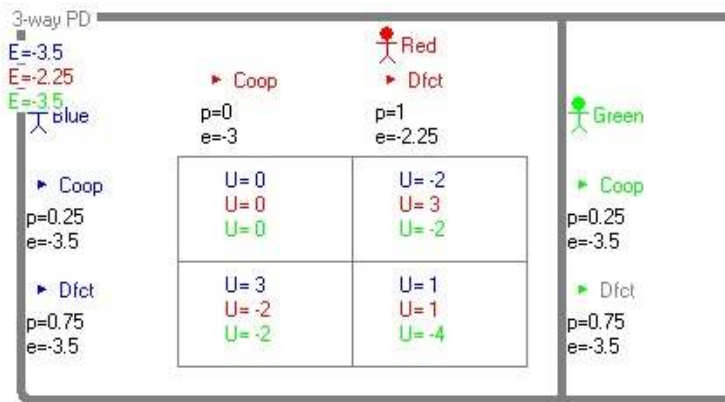 3-way PD
E=-3.5
E=-2.25
E=-3.5
Red
Coop
Dfct
Blue
p=0
e=-3
p=1
e=-2.25
Green
Coop
p=0.25
e=-3.5
U= 0
U= 0
U= 0
U= -2
U= 3
U= -2
Coop
p=0.25
e=-3.5
Dfct
p=0.75
e=-3.5
U= 3
U= -2
U= -2
U= 1
U= 1
U= -4
Dfct
p=0.75
e=-3.5